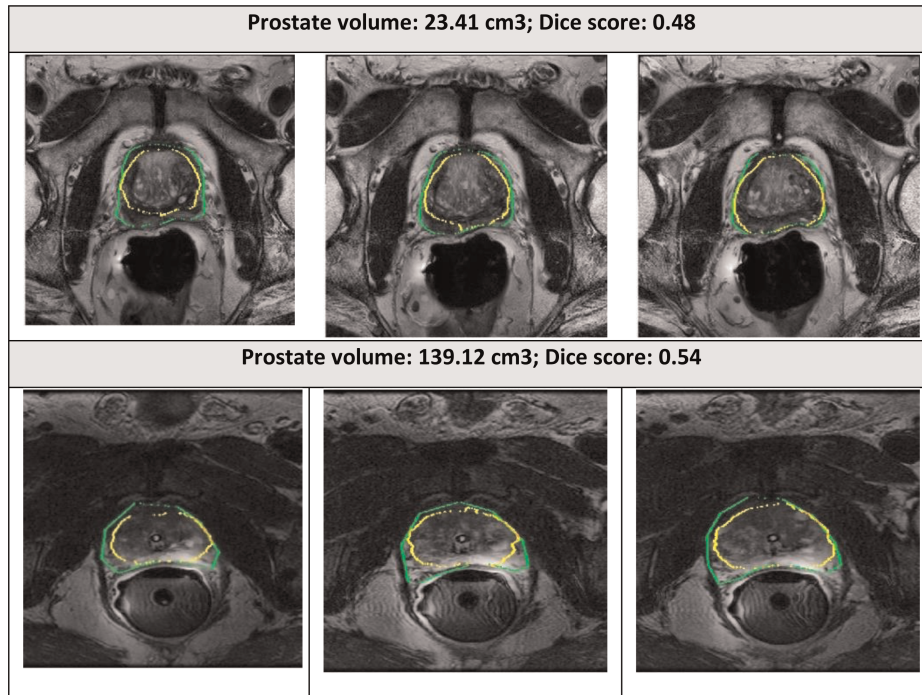 Prostate volume: 23.41 cm3; Dice score: 0.48
Prostate volume: 139.12 cm3; Dice score: 0.54